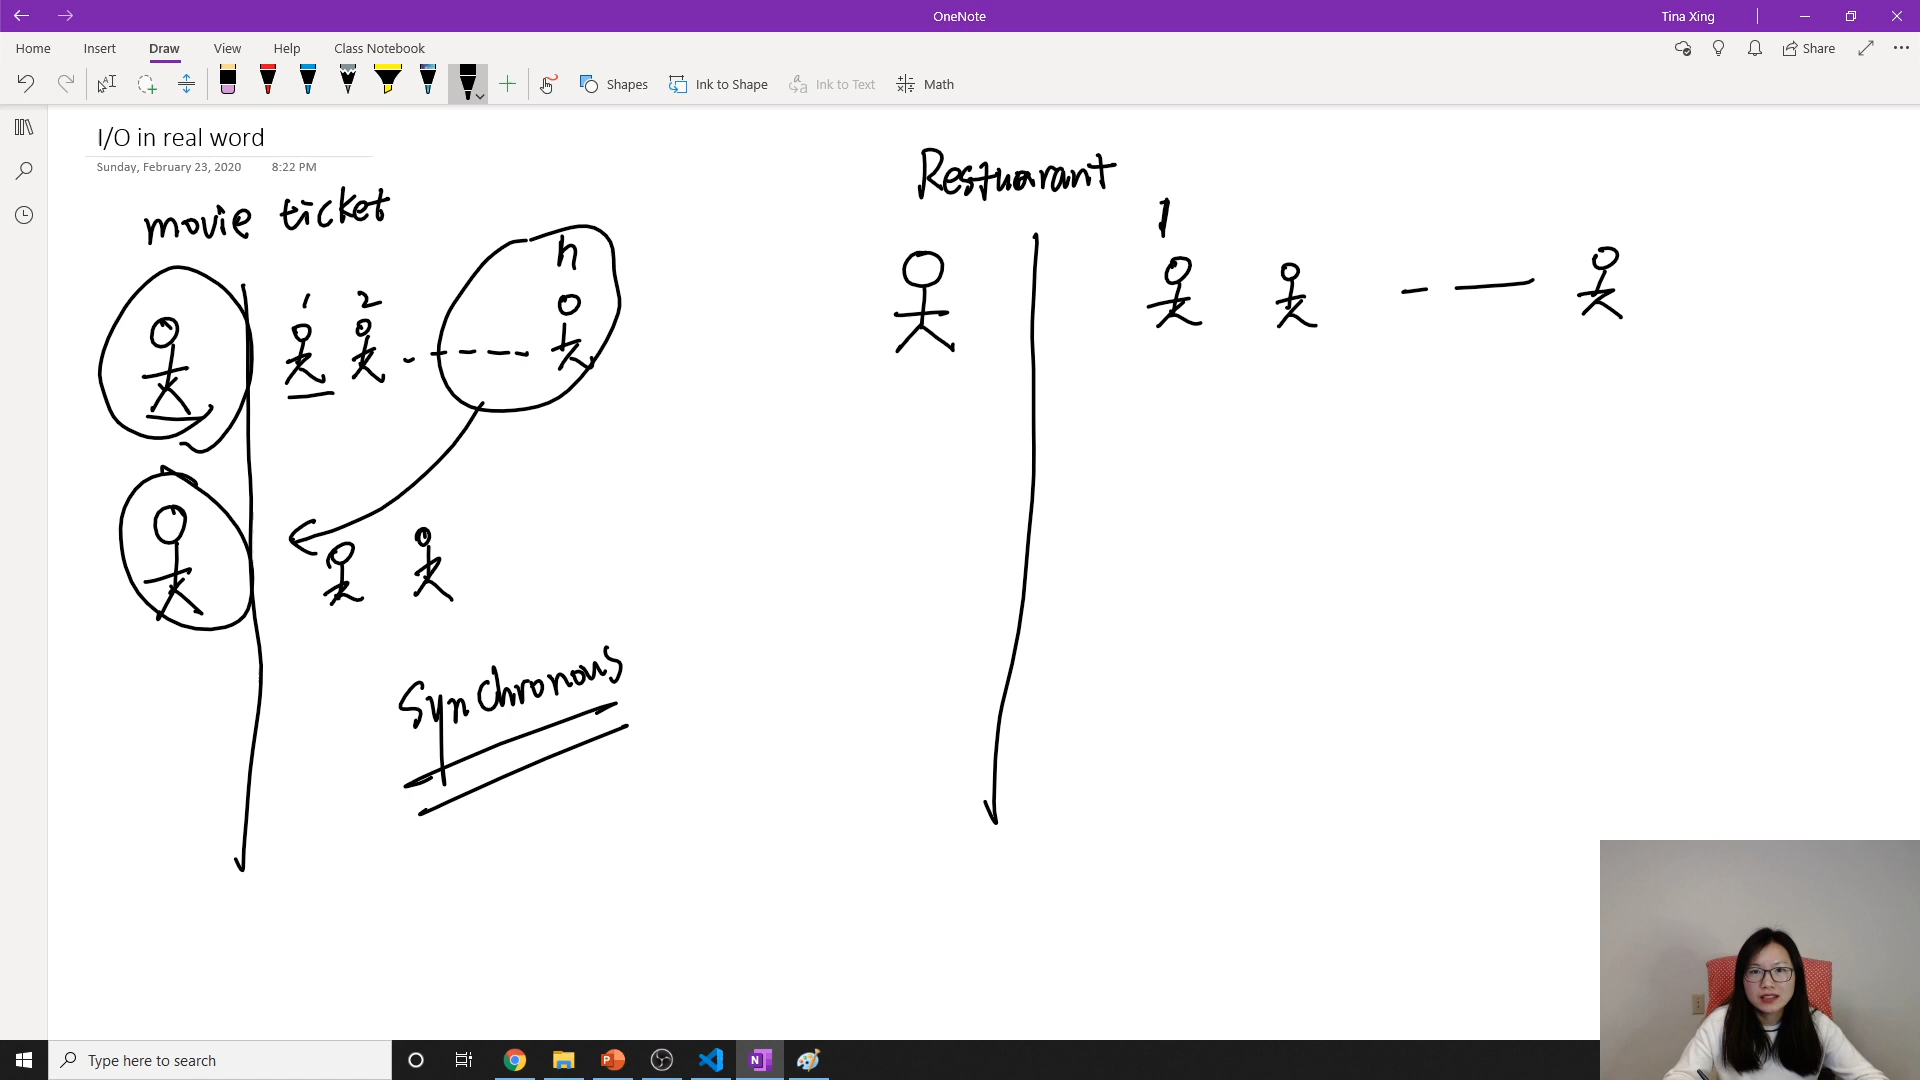 OneNote
Tina Xing
Home Insert Draw View Help Class Notebook
Share
Shapes Ink to Shape Ink to Text Math
I/O in real word
Sunday, February 23, 2020 8:22 PM
movie ticket
Restuarant
1 2 n
1
Synchronous
Type here to search